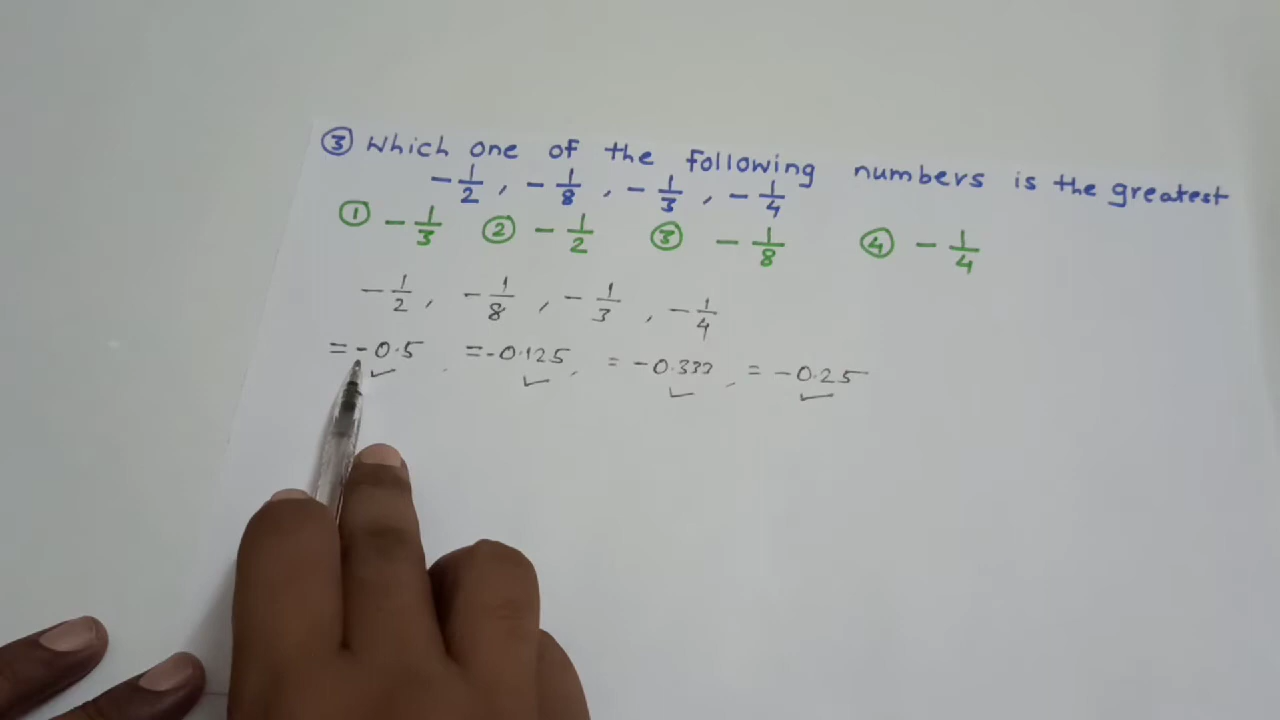 ③ Which one of the following numbers is the greatest
-1/2, -1/8, -1/3, -1/4
① -1/3 ② -1/2 ③ -1/8 ④ -1/4
-1/2, -1/8, -1/3, -1/4
= -0.5 = -0.125, = -0.333, = -0.25